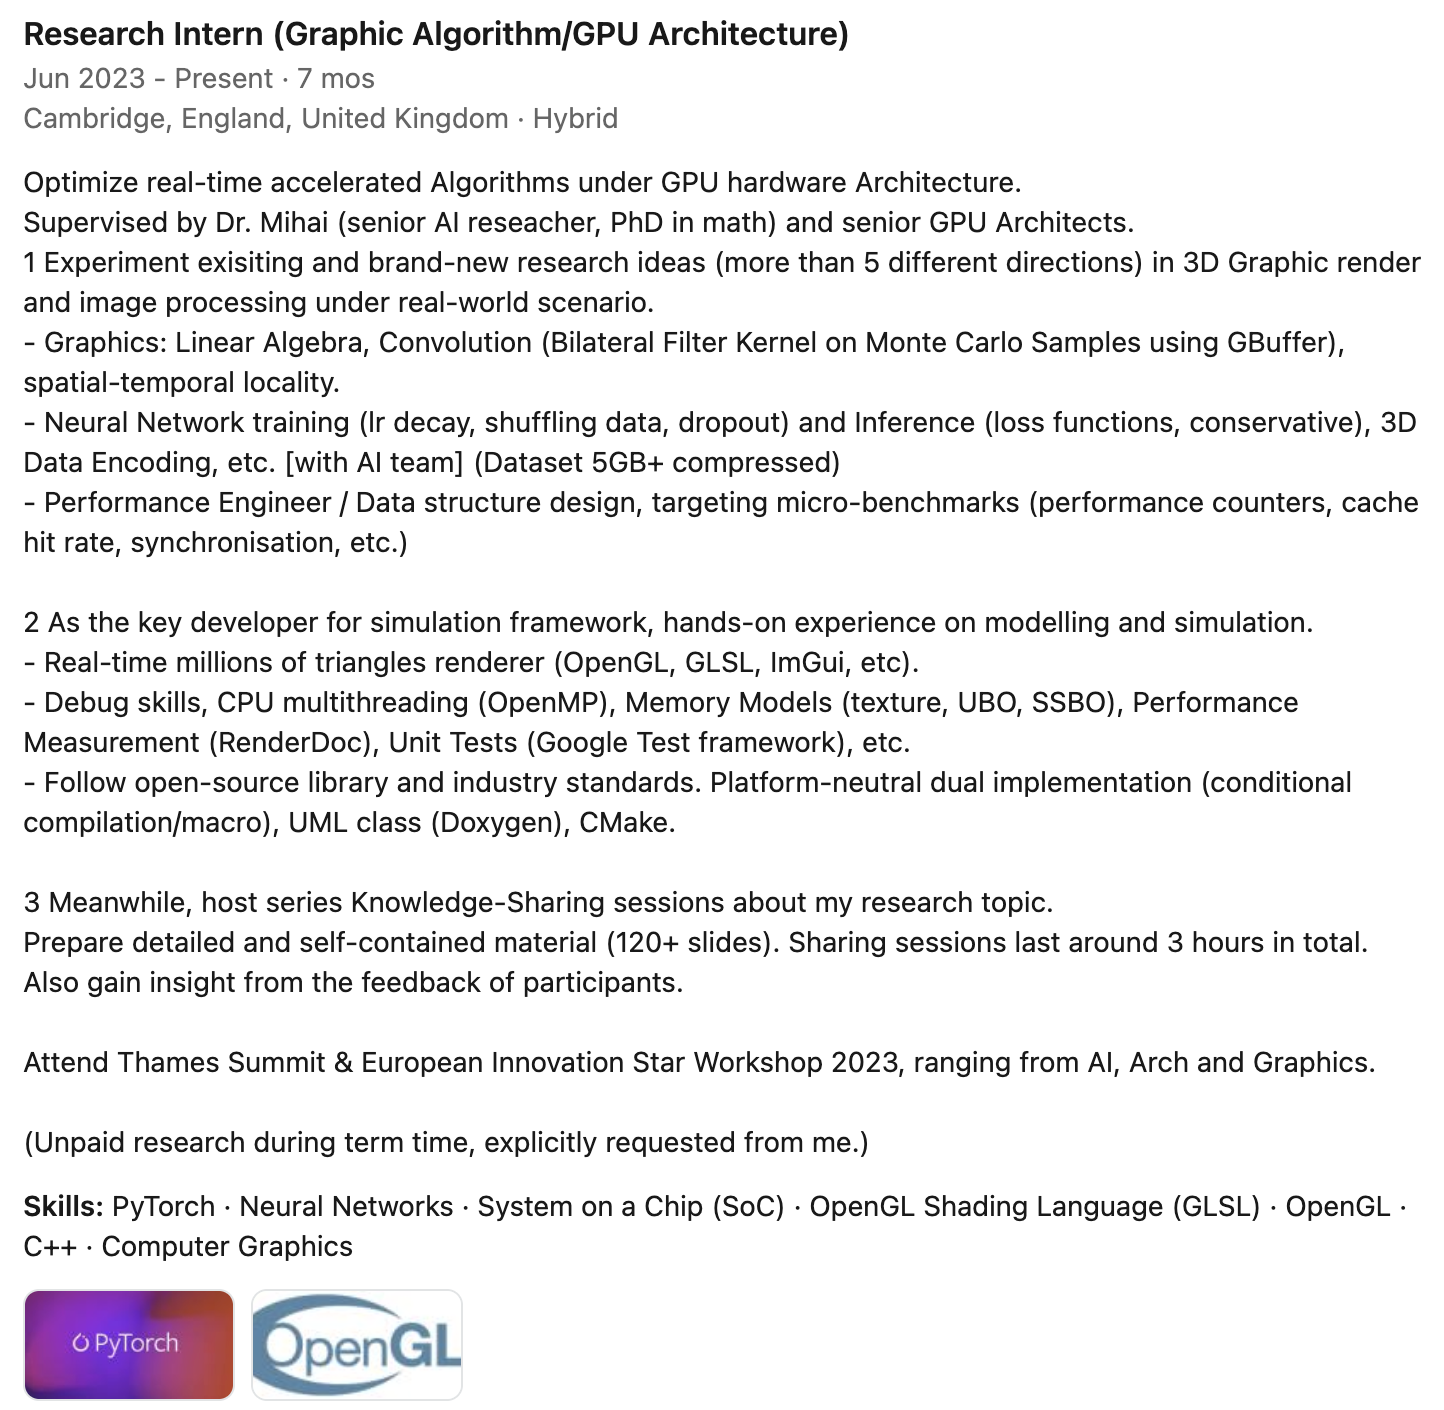 Research Intern (Graphic Algorithm/GPU Architecture)
Jun 2023 - Present · 7 mos
Cambridge, England, United Kingdom · Hybrid
Optimize real-time accelerated Algorithms under GPU hardware Architecture.
Supervised by Dr. Mihai (senior AI reseacher, PhD in math) and senior GPU Architects.
1 Experiment exisiting and brand-new research ideas (more than 5 different directions) in 3D Graphic render
and image processing under real-world scenario.
- Graphics: Linear Algebra, Convolution (Bilateral Filter Kernel on Monte Carlo Samples using GBuffer),
spatial-temporal locality.
- Neural Network training (lr decay, shuffling data, dropout) and Inference (loss functions, conservative), 3D
Data Encoding, etc. [with AI team] (Dataset 5GB+ compressed)
- Performance Engineer / Data structure design, targeting micro-benchmarks (performance counters, cache
hit rate, synchronisation, etc.)
2 As the key developer for simulation framework, hands-on experience on modelling and simulation.
- Real-time millions of triangles renderer (OpenGL, GLSL, ImGui, etc).
- Debug skills, CPU multithreading (OpenMP), Memory Models (texture, UBO, SSBO), Performance
Measurement (RenderDoc), Unit Tests (Google Test framework), etc.
- Follow open-source library and industry standards. Platform-neutral dual implementation (conditional
compilation/macro), UML class (Doxygen), CMake.
3 Meanwhile, host series Knowledge-Sharing sessions about my research topic.
Prepare detailed and self-contained material (120+ slides). Sharing sessions last around 3 hours in total.
Also gain insight from the feedback of participants.
Attend Thames Summit & European Innovation Star Workshop 2023, ranging from AI, Arch and Graphics.
(Unpaid research during term time, explicitly requested from me.)
Skills: PyTorch · Neural Networks · System on a Chip (SoC) · OpenGL Shading Language (GLSL) · OpenGL ·
C++ · Computer Graphics
PyTorch
OpenGL